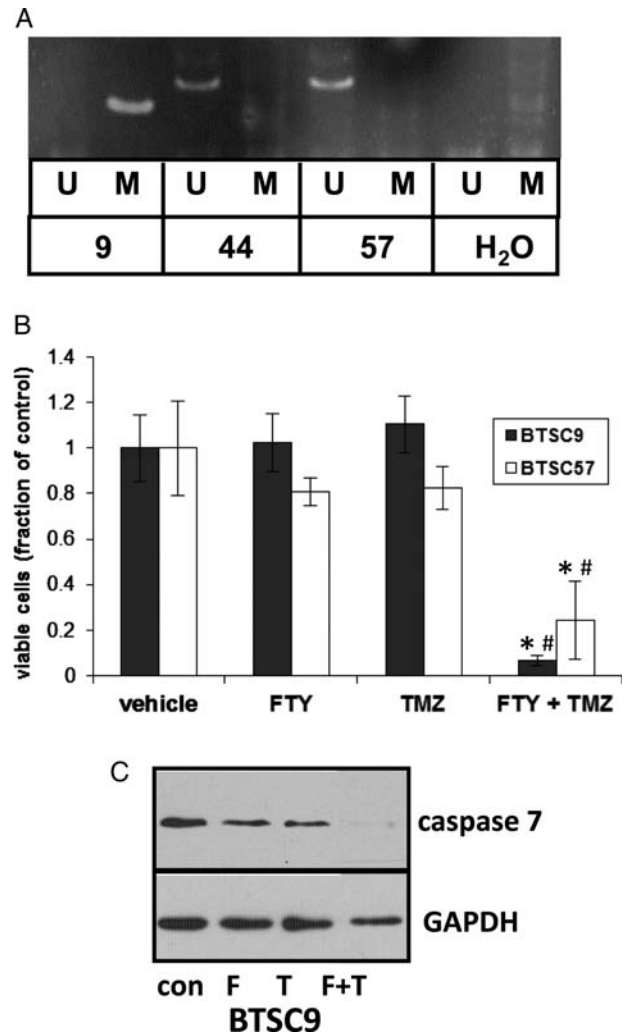 A
U M U M U M U M
9 44 57 H₂O
B
viable cells (fraction of control)
1.4
1.2
1
0.8
0.6
0.4
0.2
0
BTSC9
BTSC57
* #
* #
vehicle FTY TMZ FTY + TMZ
C
caspase 7
GAPDH
con F T F+T
BTSC9